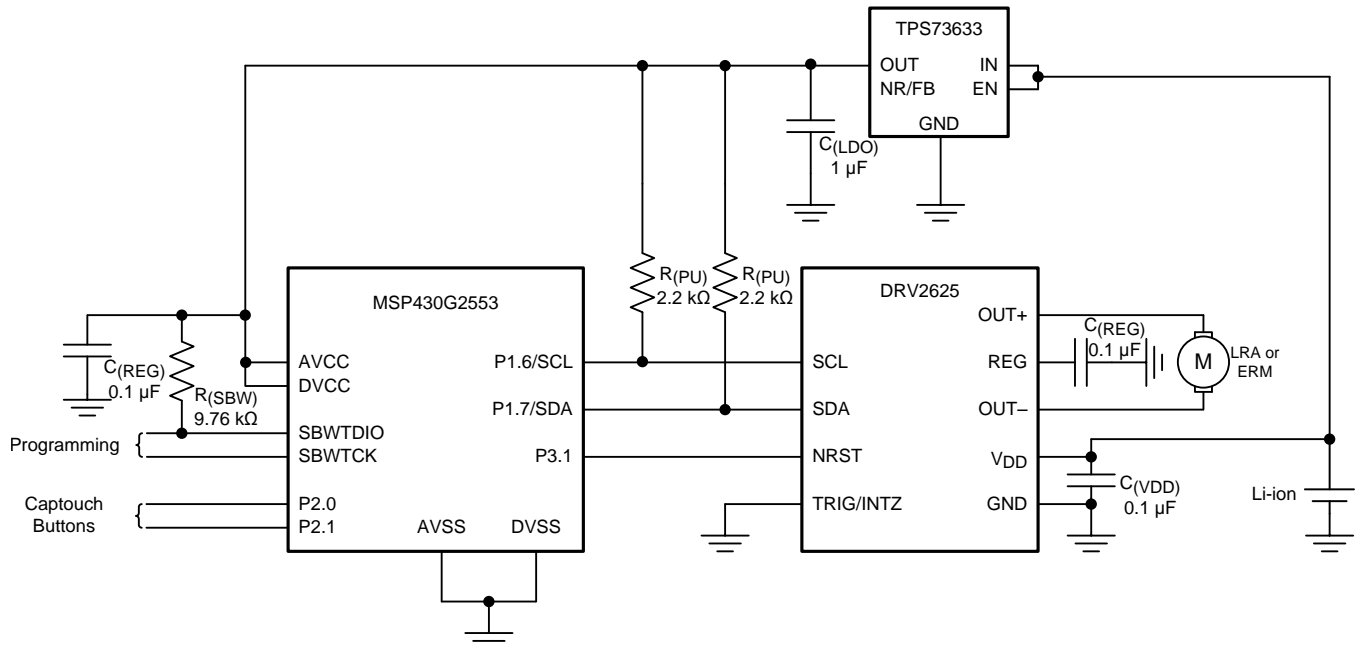 TPS73633
OUT
IN
NR/FB
EN
GND
C(LDO)
1 µF
R(PU)
2.2 kΩ
R(PU)
2.2 kΩ
MSP430G2553
DRV2625
C(REG)
0.1 µF
R(SBW)
9.76 kΩ
AVCC
DVCC
SBWTDIO
SBWTCK
P2.0
P2.1
AVSS
DVSS
P1.6/SCL
P1.7/SDA
P3.1
Programming
Captouch
Buttons
SCL
SDA
NRST
TRIG/INTZ
OUT+
REG
OUT–
VDD
GND
C(REG)
0.1 µF
M
LRA or
ERM
C(VDD)
0.1 µF
Li-ion